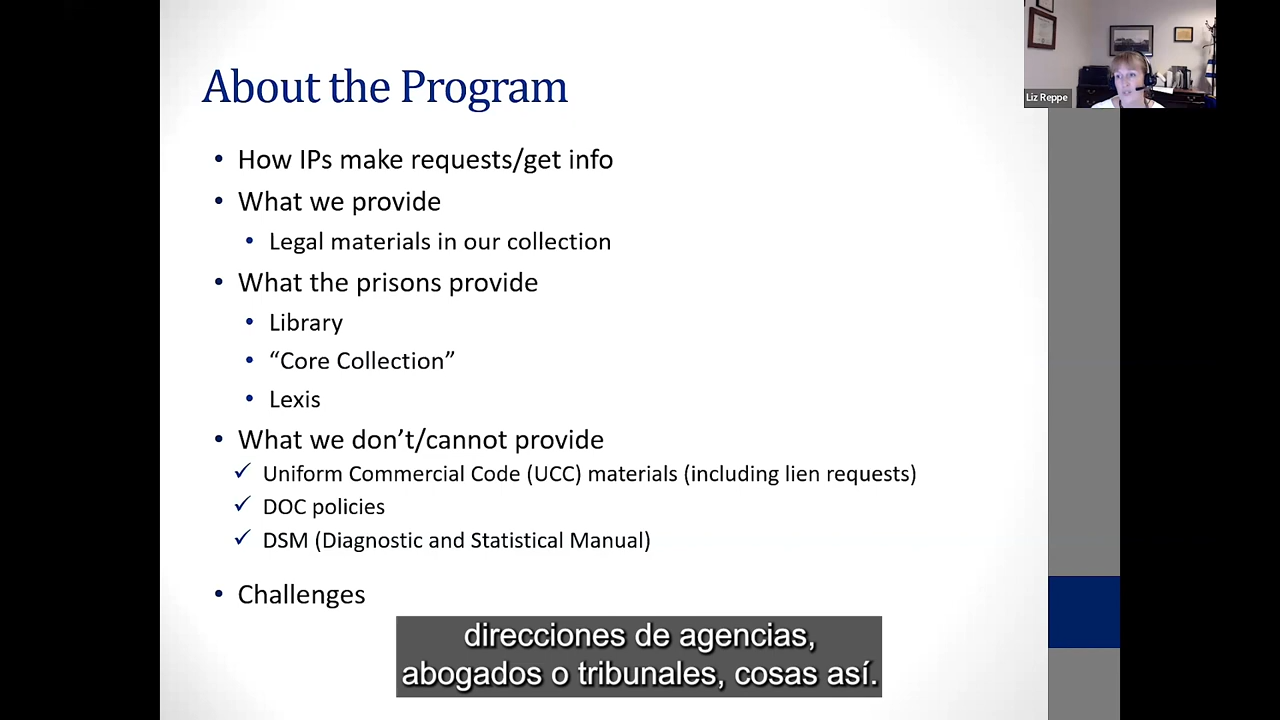 About the Program
Liz Reppe
• How IPs make requests/get info
• What we provide
• Legal materials in our collection
• What the prisons provide
• Library
• “Core Collection”
• Lexis
• What we don’t/cannot provide
✓ Uniform Commercial Code (UCC) materials (including lien requests)
✓ DOC policies
✓ DSM (Diagnostic and Statistical Manual)
• Challenges
direcciones de agencias,
abogados o tribunales, cosas así.